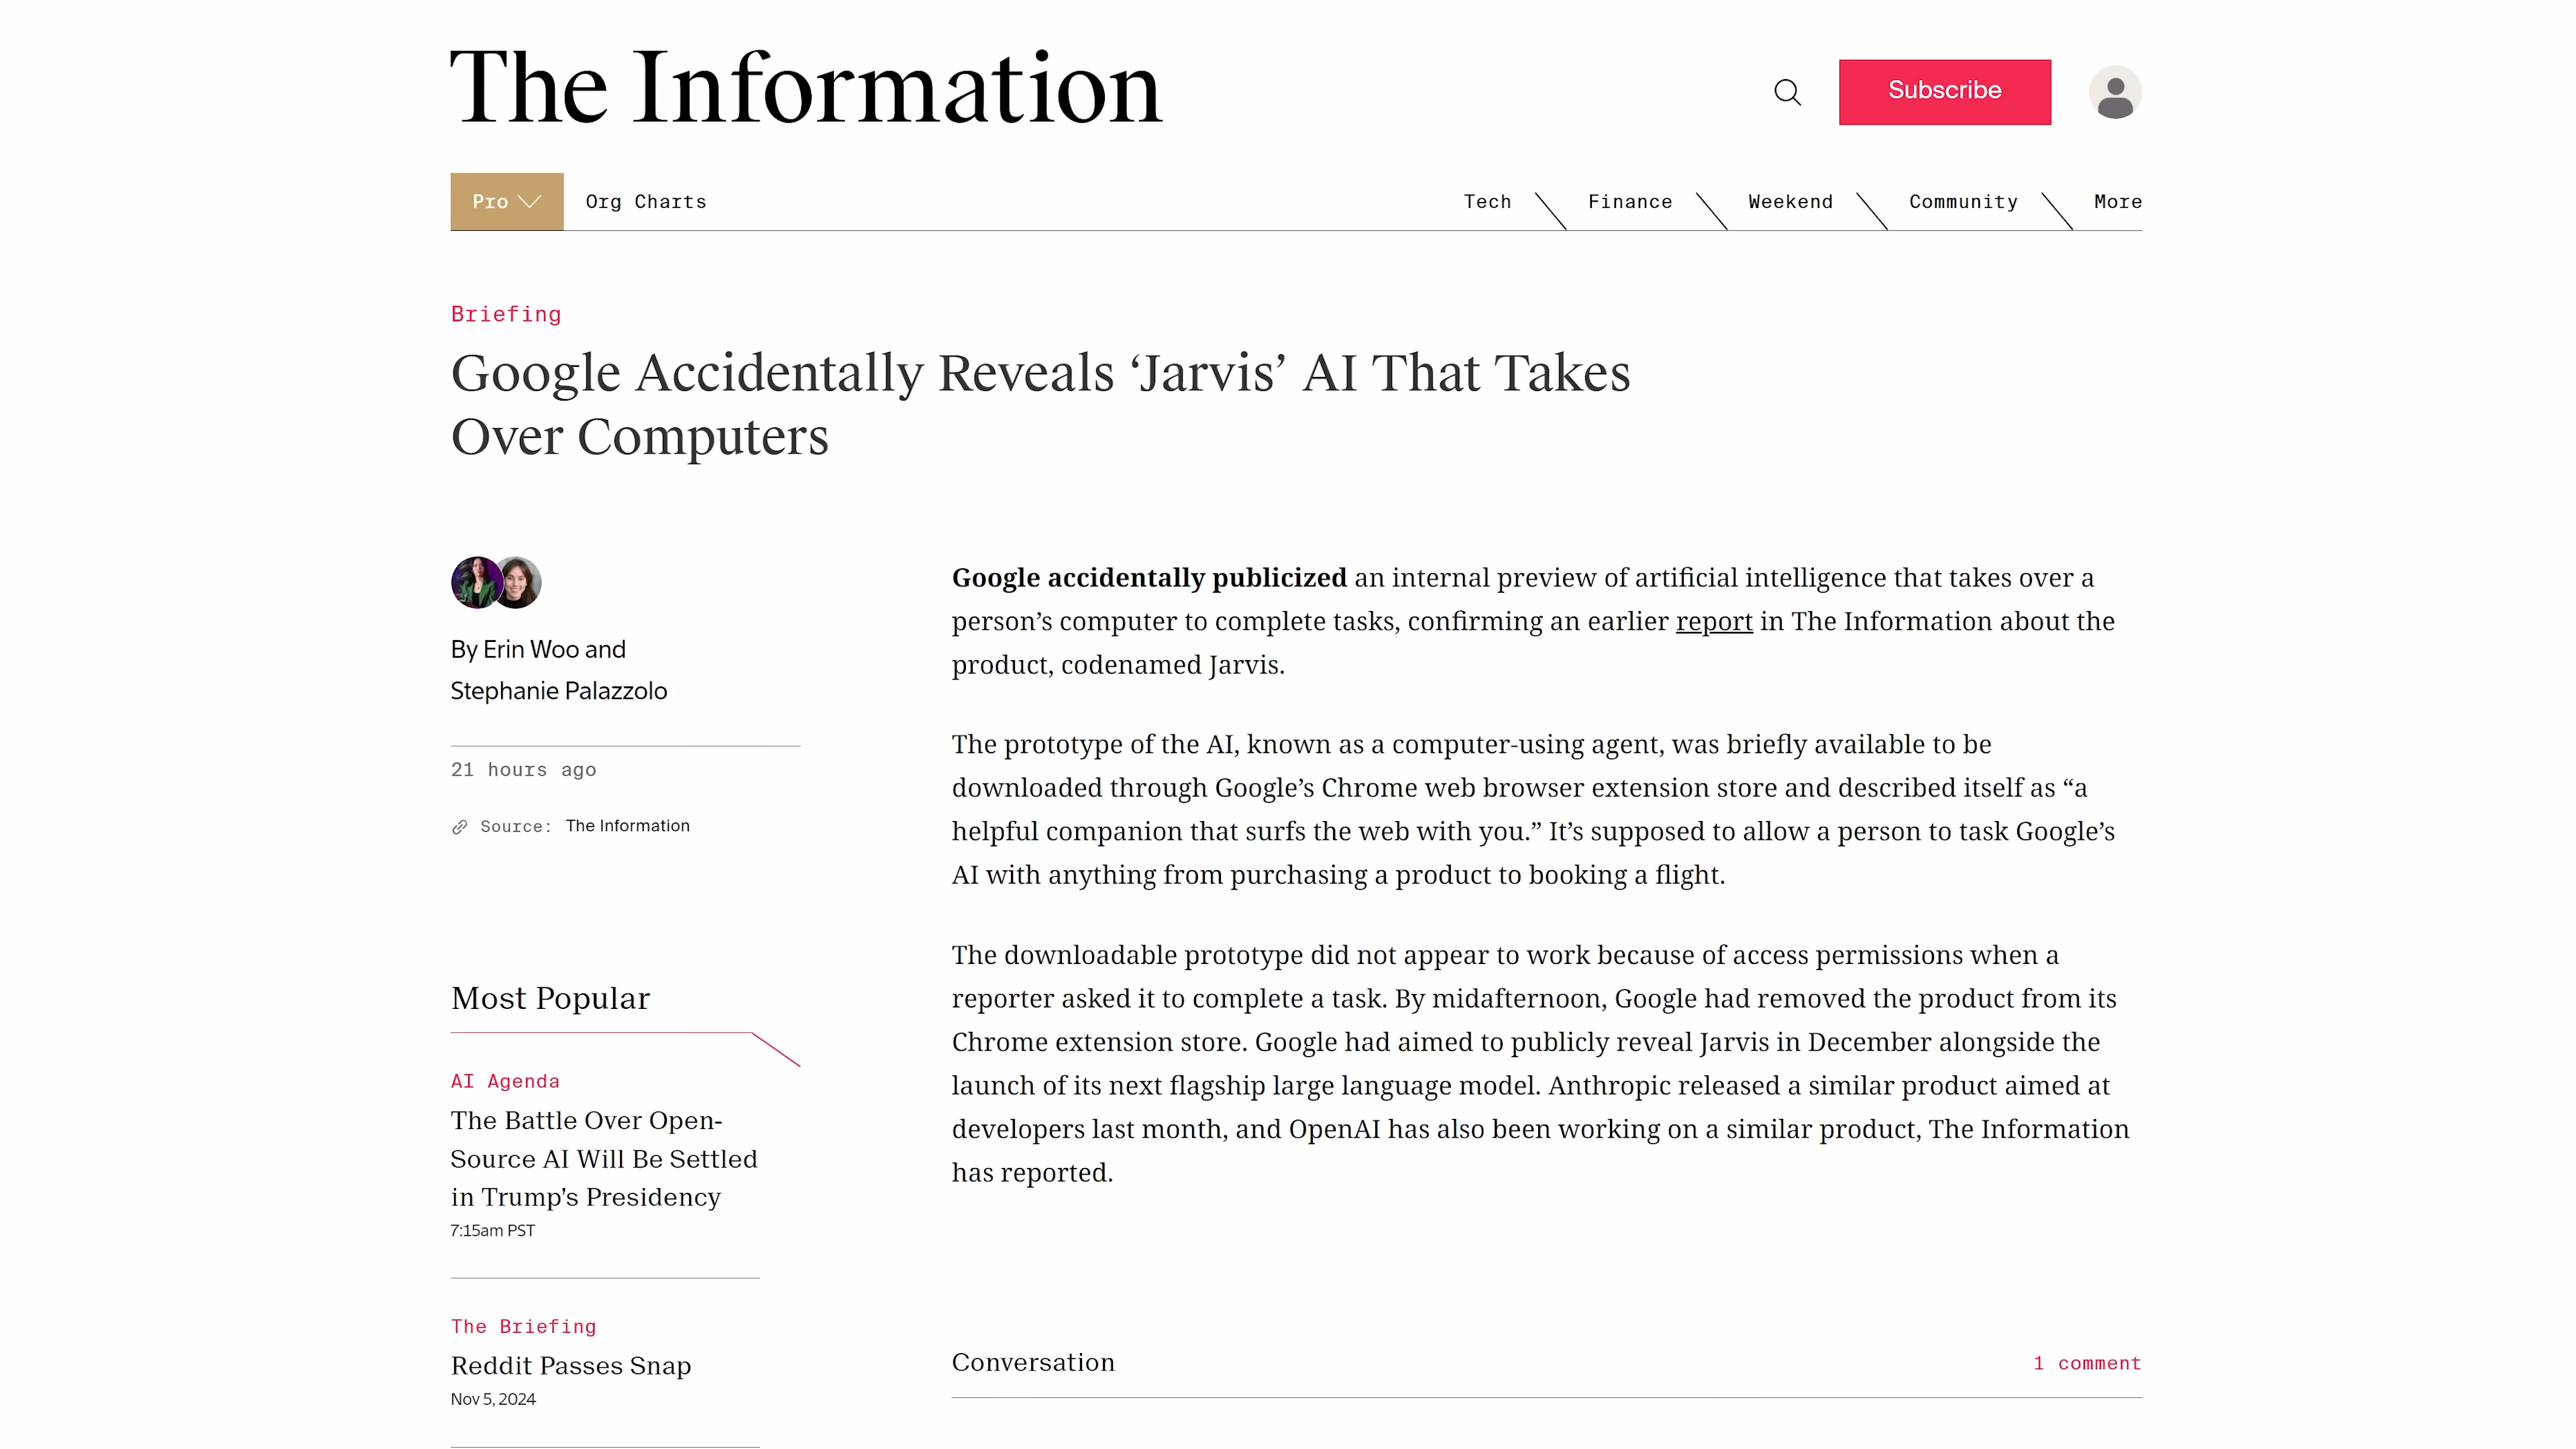 The Information
Subscribe
Pro
Org Charts
Tech
Finance
Weekend
Community
More
Briefing
Google Accidentally Reveals ‘Jarvis’ AI That Takes
Over Computers
By Erin Woo and
Stephanie Palazzolo
21 hours ago
Source: The Information
Most Popular
AI Agenda
The Battle Over Open-
Source AI Will Be Settled
in Trump’s Presidency
7:15am PST
The Briefing
Reddit Passes Snap
Nov 5, 2024
Google accidentally publicized an internal preview of artificial intelligence that takes over a
person’s computer to complete tasks, confirming an earlier report in The Information about the
product, codenamed Jarvis.
The prototype of the AI, known as a computer-using agent, was briefly available to be
downloaded through Google’s Chrome web browser extension store and described itself as “a
helpful companion that surfs the web with you.” It’s supposed to allow a person to task Google’s
AI with anything from purchasing a product to booking a flight.
The downloadable prototype did not appear to work because of access permissions when a
reporter asked it to complete a task. By midafternoon, Google had removed the product from its
Chrome extension store. Google had aimed to publicly reveal Jarvis in December alongside the
launch of its next flagship large language model. Anthropic released a similar product aimed at
developers last month, and OpenAI has also been working on a similar product, The Information
has reported.
Conversation
1 comment